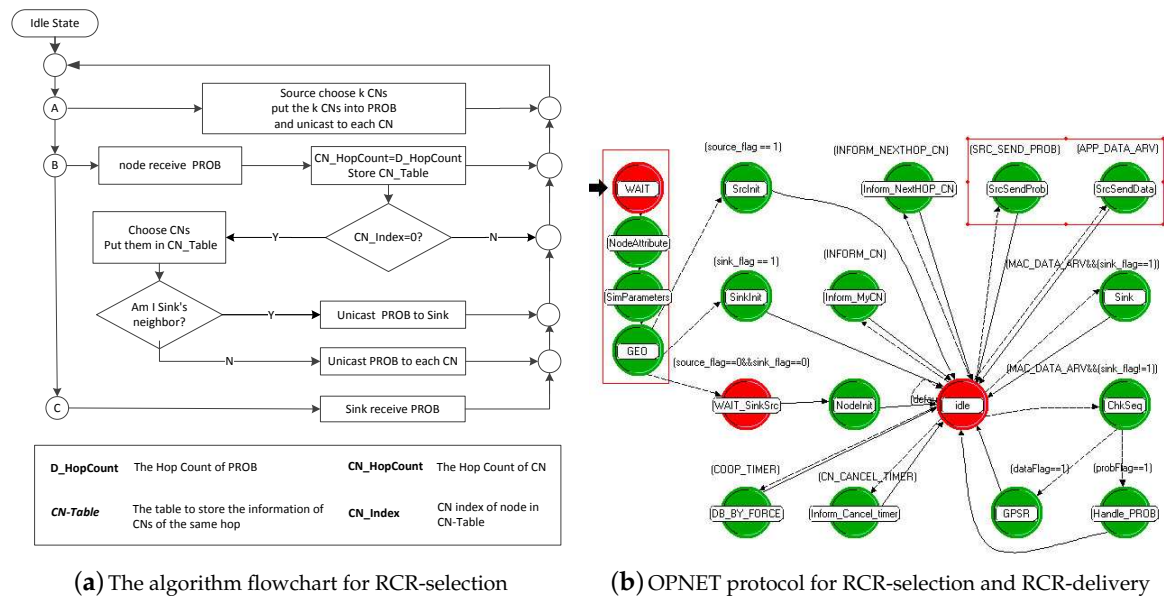 Idle State
A
Source choose k CNs
put the k CNs into PROB
and unicast to each CN
B
node receive PROB
CN_HopCount=D_HopCount
Store CN_Table
CN_Index=0?
Y
N
Choose CNs
Put them in CN_Table
Am I Sink's
neighbor?
Y
Unicast PROB to Sink
N
Unicast PROB to each CN
C
Sink receive PROB
D_HopCount The Hop Count of PROB
CN_HopCount The Hop Count of CN
CN-Table The table to store the information
of CNs of the same hop
CN_Index CN index of node in
CN-Table
(a) The algorithm flowchart for RCR-selection
WAIT
NodeAttribute
SimParameters
GEO
(source_flag == 1)
SrcInit
(INFORM_NEXTHOP_CN)
Inform_NextHOP_CN
(SRC_SEND_PROB)
SrcSendProb
(APP_DATA_ARV)
SrcSendData
(sink_flag == 1)
SinkInit
(INFORM_CN)
Inform_MyCN
(MAC_DATA_ARV&&(sink_flag==1))
Sink
(source_flag==0&&sink_flag==0)
WAIT_SinkSrc
NodeInit
(defau
idle
(MAC_DATA_ARV&&(sink_flag!=1))
ChkSeq
(COOP_TIMER)
DB_BY_FORCE
(CN_CANCEL_TIMER)
Inform_Cancel_timer
(dataFlag==1)
GPSR
(probFlag==1)
Handle_PROB
(b) OPNET protocol for RCR-selection and RCR-delivery